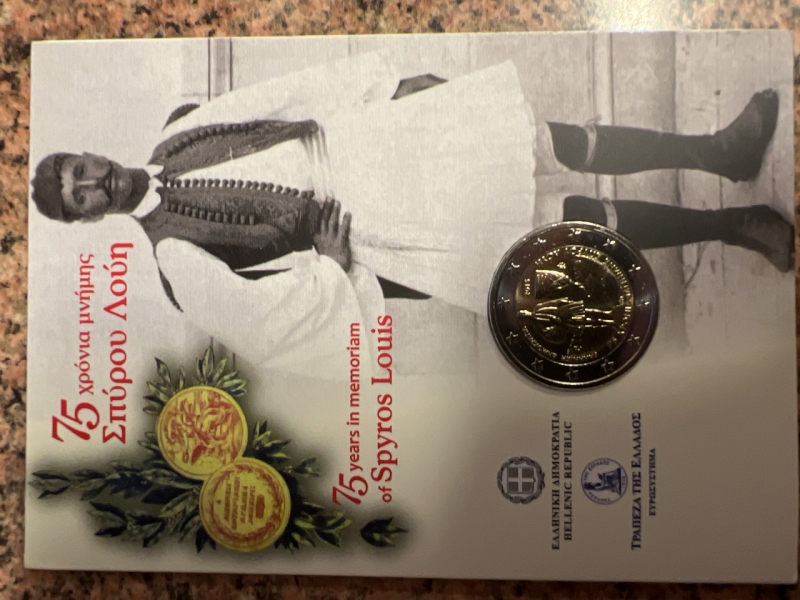 75 χρόνια μνήμης
Σπύρου Λούη
75 years in memoriam
of Spyros Louis
ΕΛΛΗΝΙΚΗ ΔΗΜΟΚΡΑΤΙΑ
HELLENIC REPUBLIC
ΤΡΑΠΕΖΑ ΤΗΣ ΕΛΛΑΔΟΣ
ΕΥΡΩΣΥΣΤΗΜΑ
2015